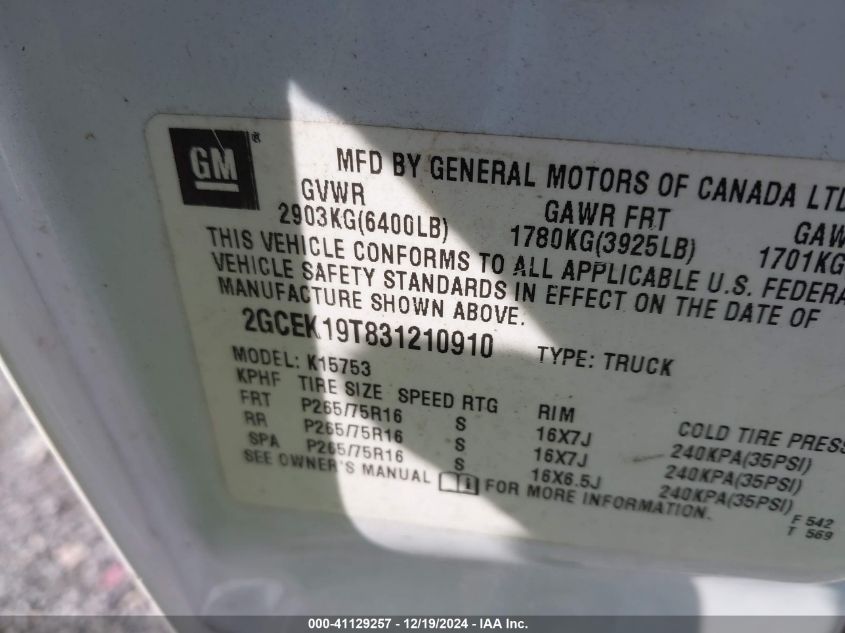 GM ®
MFD BY GENERAL MOTORS OF CANADA LTD
GVWR GAWR FRT GAW
2903KG(6400LB) 1780KG(3925LB) 1701KG
THIS VEHICLE CONFORMS TO ALL APPLICABLE U.S. FEDERA
VEHICLE SAFETY STANDARDS IN EFFECT ON THE DATE OF
MANUFACTURE SHOWN ABOVE.
2GCEK19T831210910 TYPE: TRUCK
MODEL: K15753
KPHF TIRE SIZE SPEED RTG RIM COLD TIRE PRESS
FRT P265/75R16 S 16X7J 240KPA(35PSI)
RR P265/75R16 S 16X7J 240KPA(35PSI)
SPA P265/75R16 S 16X6.5J 240KPA(35PSI)
SEE OWNER'S MANUAL FOR MORE INFORMATION.
F 542
T 569
000-41129257 - 12/19/2024 - IAA Inc.